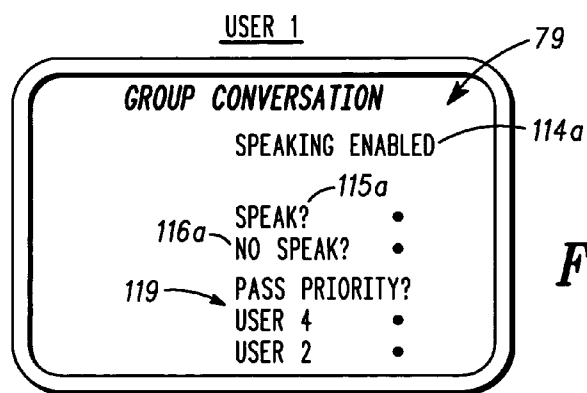 USER 1
79
GROUP CONVERSATION
SPEAKING ENABLED 114a
115a
SPEAK? •
116a NO SPEAK? •
PASS PRIORITY?
119
USER 4 •
USER 2 •
F